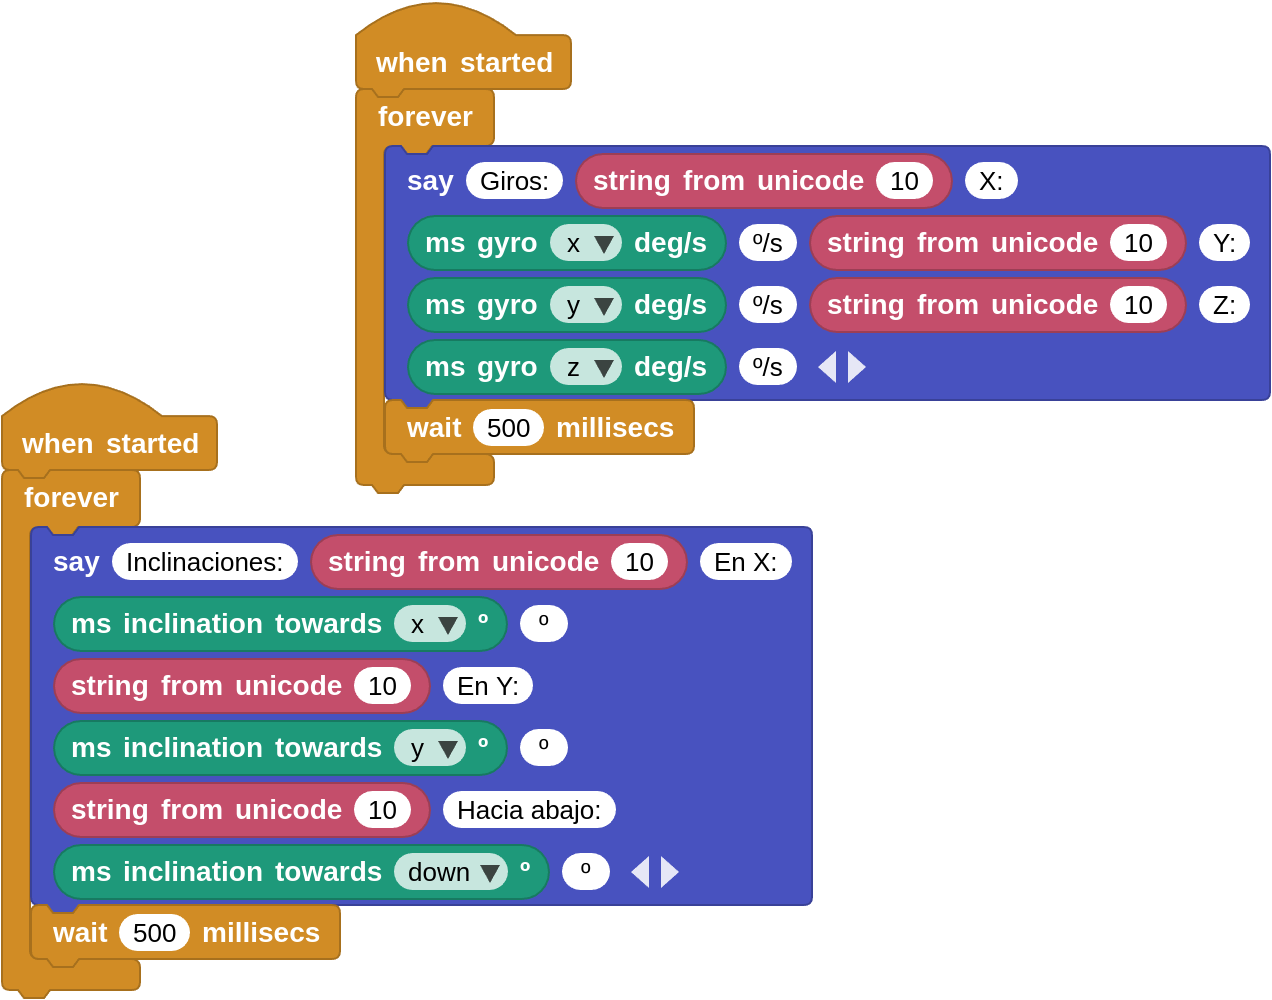 when started
forever
say Giros: string from unicode 10 X:
ms gyro x deg/s º/s string from unicode 10 Y:
ms gyro y deg/s º/s string from unicode 10 Z:
ms gyro z deg/s º/s
wait 500 millisecs
when started
forever
say Inclinaciones: string from unicode 10 En X:
ms inclination towards x º º
string from unicode 10 En Y:
ms inclination towards y º º
string from unicode 10 Hacia abajo:
ms inclination towards down º º
wait 500 millisecs